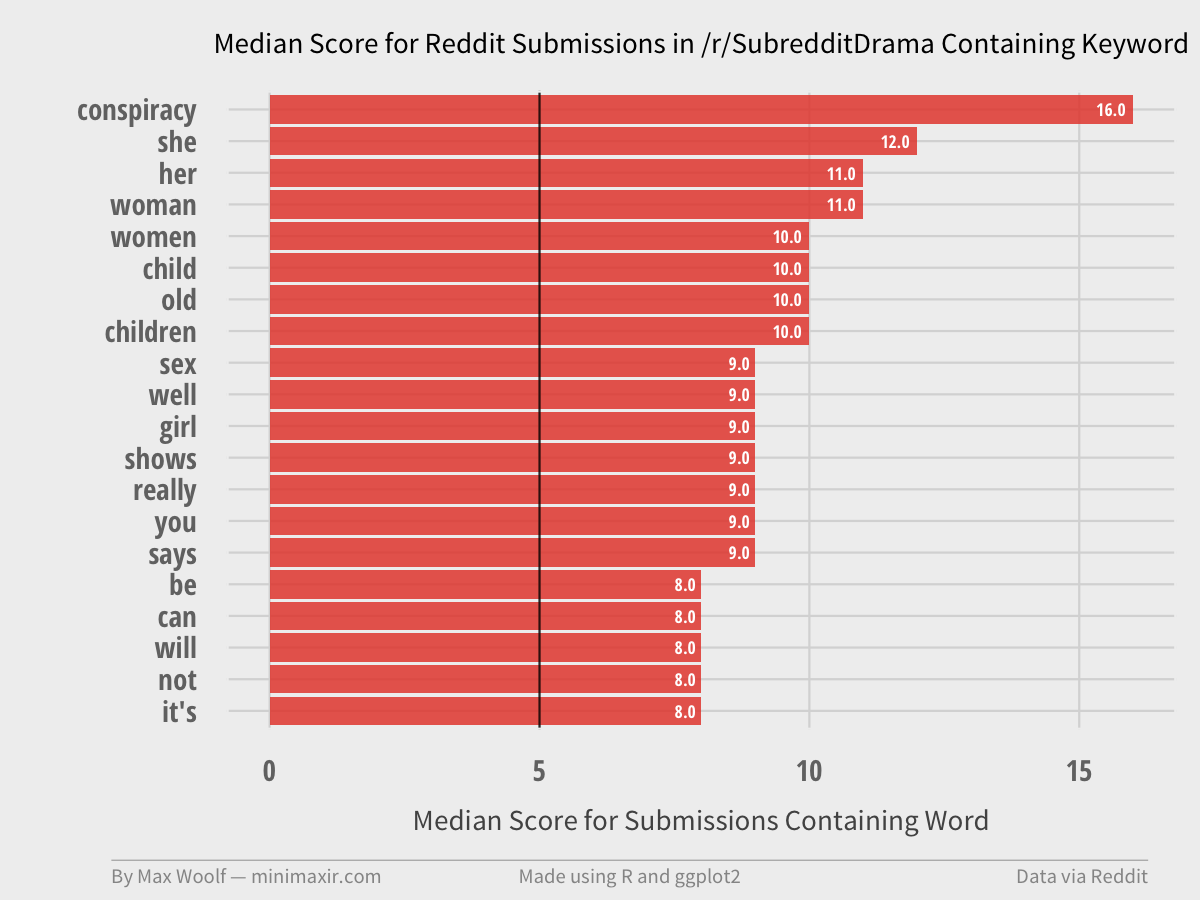 Median Score for Reddit Submissions in /r/SubredditDrama Containing Keyword
conspiracy 16.0
she 12.0
her 11.0
woman 11.0
women 10.0
child 10.0
old 10.0
children 10.0
sex 9.0
well 9.0
girl 9.0
shows 9.0
really 9.0
you 9.0
says 9.0
be 8.0
can 8.0
will 8.0
not 8.0
it's 8.0
0 5 10 15
Median Score for Submissions Containing Word
By Max Woolf — minimaxir.com Made using R and ggplot2 Data via Reddit